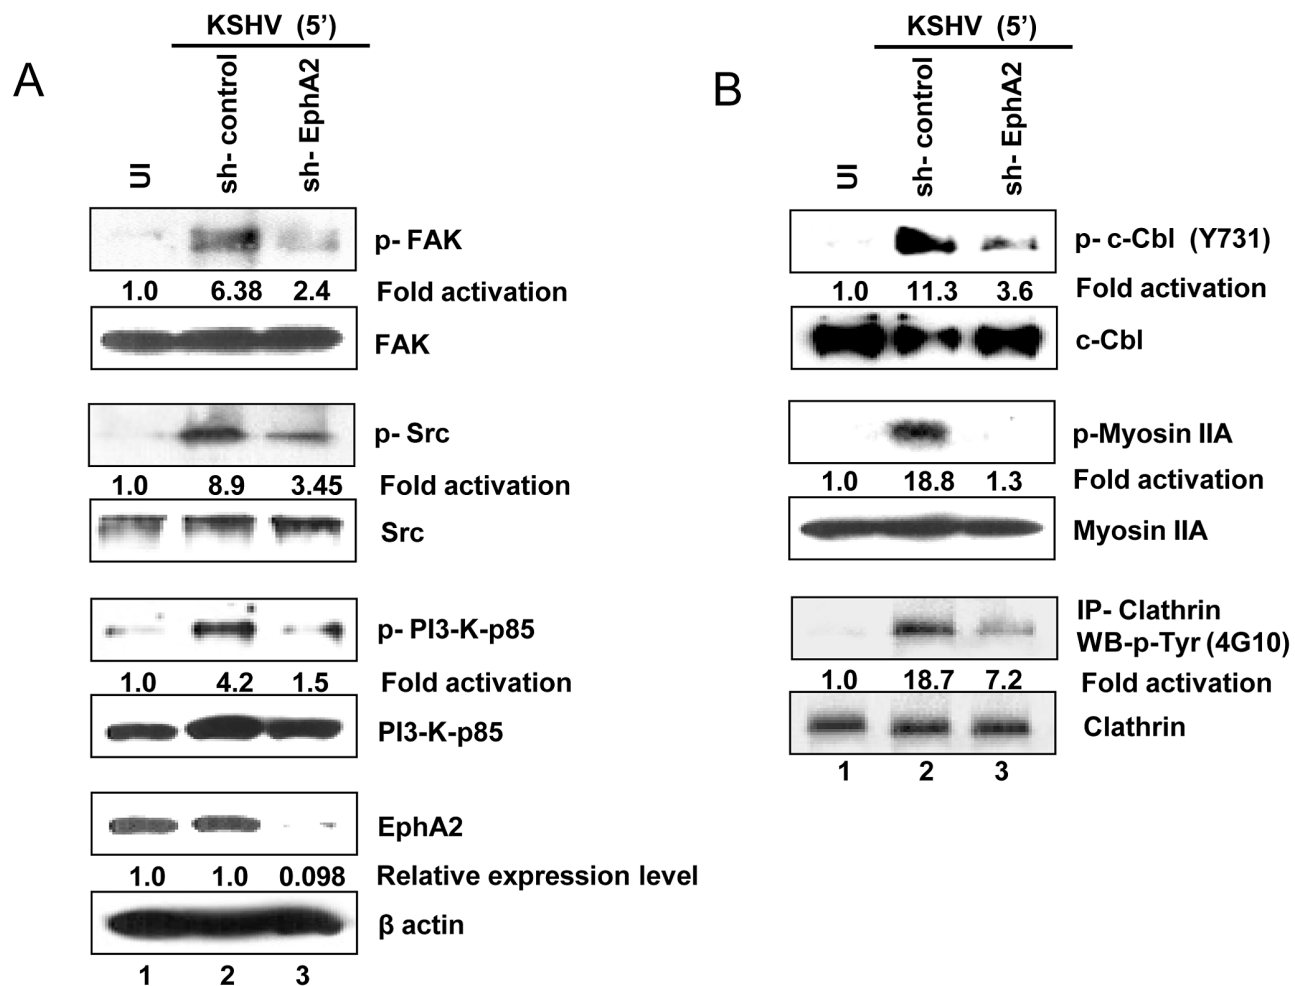 A
KSHV (5’)
UI
sh- control
sh- EphA2
p- FAK
1.0 6.38 2.4 Fold activation
FAK
p- Src
1.0 8.9 3.45 Fold activation
Src
p- PI3-K-p85
1.0 4.2 1.5 Fold activation
PI3-K-p85
EphA2
1.0 1.0 0.098 Relative expression level
β actin
1 2 3
B
KSHV (5’)
UI
sh- control
sh- EphA2
p- c-Cbl (Y731)
1.0 11.3 3.6 Fold activation
c-Cbl
p-Myosin IIA
1.0 18.8 1.3 Fold activation
Myosin IIA
IP- Clathrin
WB-p-Tyr (4G10)
1.0 18.7 7.2 Fold activation
Clathrin
1 2 3